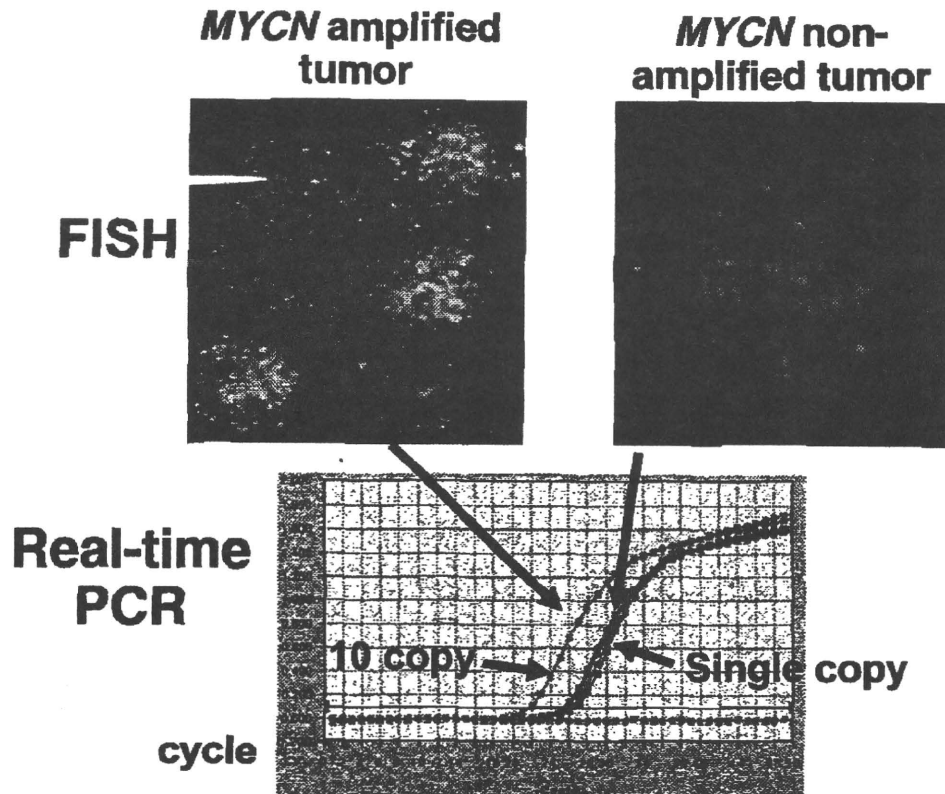 MYCN amplified
tumor
MYCN non-
amplified tumor
FISH
Real-time
PCR
10 copy
Single copy
cycle